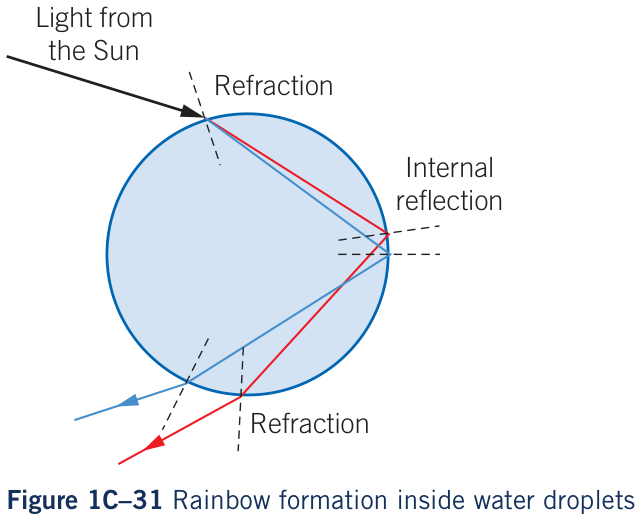 Light from
the Sun
Refraction
Internal
reflection
Refraction
Figure 1C–31 Rainbow formation inside water droplets